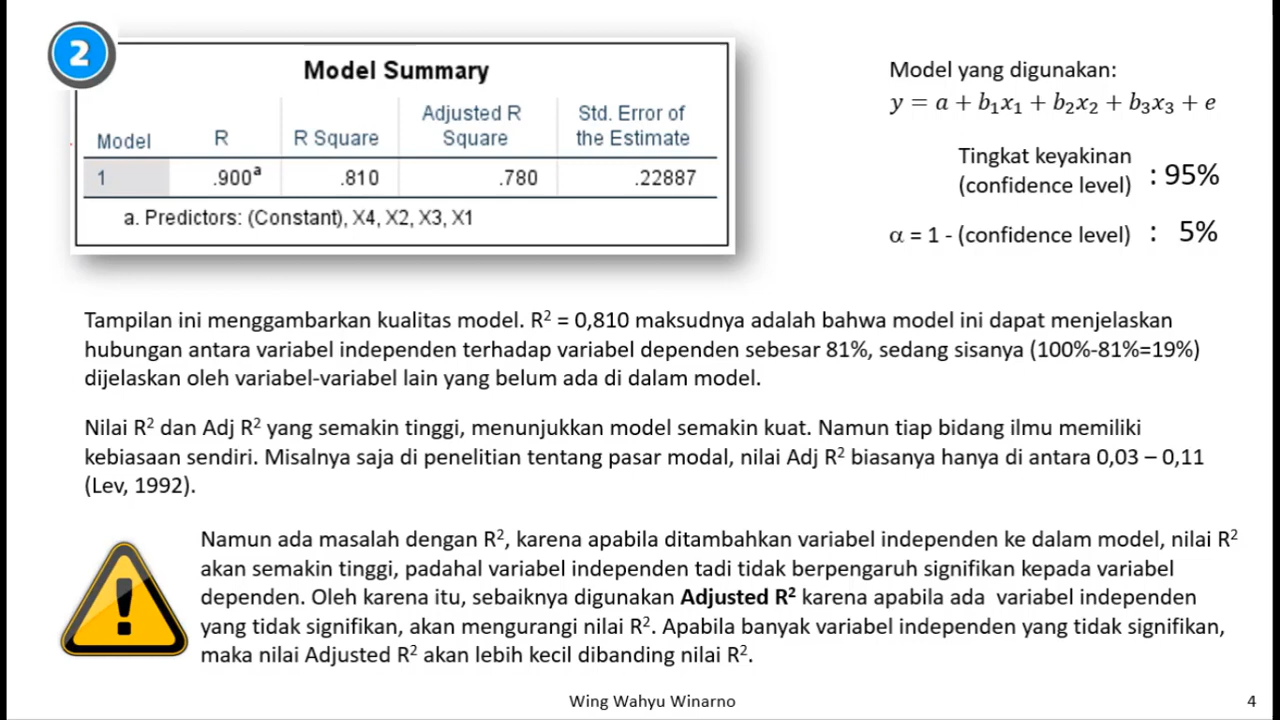 2
Model Summary
Model R R Square Adjusted R Square Std. Error of the Estimate
1 .900ᵃ .810 .780 .22887
a. Predictors: (Constant), X4, X2, X3, X1
Model yang digunakan:
y = a + b₁x₁ + b₂x₂ + b₃x₃ + e
Tingkat keyakinan
(confidence level) : 95%
α = 1 - (confidence level) : 5%
Tampilan ini menggambarkan kualitas model. R² = 0,810 maksudnya adalah bahwa model ini dapat menjelaskan
hubungan antara variabel independen terhadap variabel dependen sebesar 81%, sedang sisanya (100%-81%=19%)
dijelaskan oleh variabel-variabel lain yang belum ada di dalam model.
Nilai R² dan Adj R² yang semakin tinggi, menunjukkan model semakin kuat. Namun tiap bidang ilmu memiliki
kebiasaan sendiri. Misalnya saja di penelitian tentang pasar modal, nilai Adj R² biasanya hanya di antara 0,03 – 0,11
(Lev, 1992).
Namun ada masalah dengan R², karena apabila ditambahkan variabel independen ke dalam model, nilai R²
akan semakin tinggi, padahal variabel independen tadi tidak berpengaruh signifikan kepada variabel
dependen. Oleh karena itu, sebaiknya digunakan Adjusted R² karena apabila ada variabel independen
yang tidak signifikan, akan mengurangi nilai R². Apabila banyak variabel independen yang tidak signifikan,
maka nilai Adjusted R² akan lebih kecil dibanding nilai R².
Wing Wahyu Winarno
4